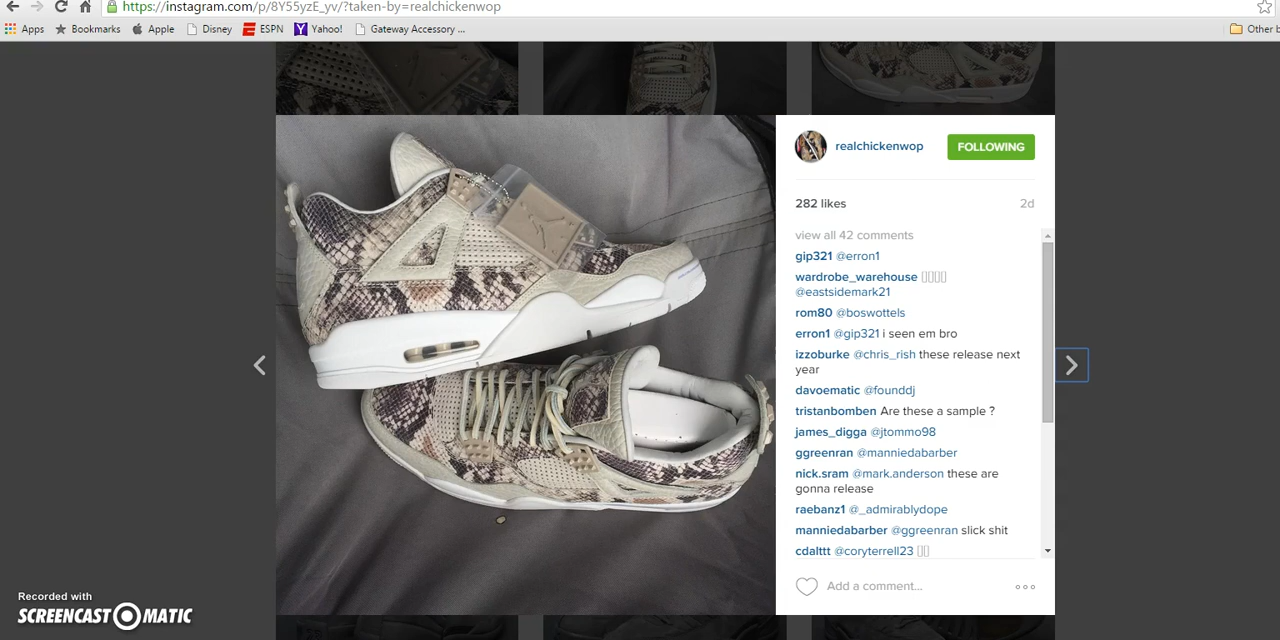 https://instagram.com/p/8Y55yzE_yv/?taken-by=realchickenwop
Apps Bookmarks Apple Disney ESPN Yahoo! Gateway Accessory ... Other b
realchickenwop FOLLOWING
282 likes 2d
view all 42 comments
gip321 @erron1
wardrobe_warehouse
@eastsidemark21
rom80 @boswottels
erron1 @gip321 i seen em bro
izzoburke @chris_rish these release next
year
davoematic @founddj
tristanbomben Are these a sample ?
james_digga @jtommo98
ggreenran @manniedabarber
nick.sram @mark.anderson these are
gonna release
raebanz1 @_admirablydope
manniedabarber @ggreenran slick shit
cdalttt @coryterrell23
Add a comment...
Recorded with
SCREENCAST-O-MATIC